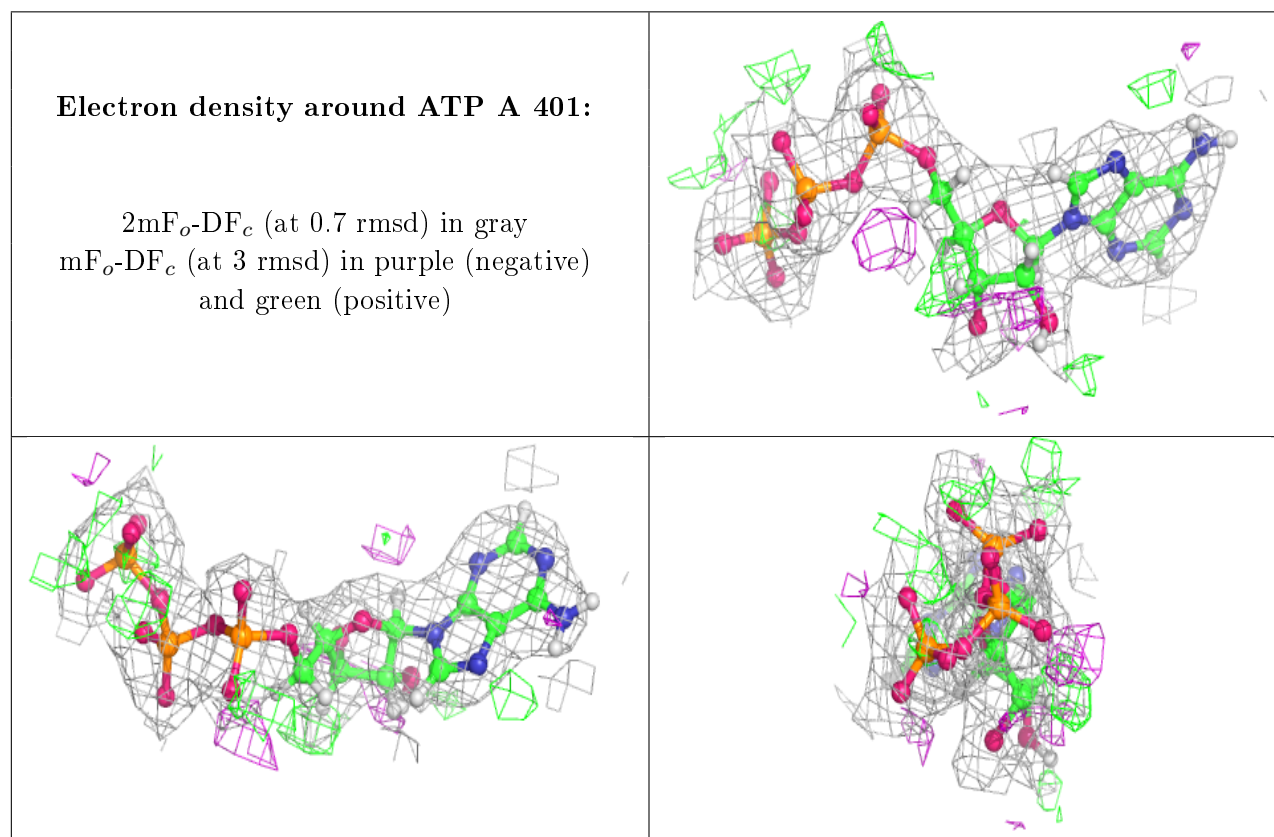 Electron density around ATP A 401:
2mFo-DFc (at 0.7 rmsd) in gray
mFo-DFc (at 3 rmsd) in purple (negative)
and green (positive)